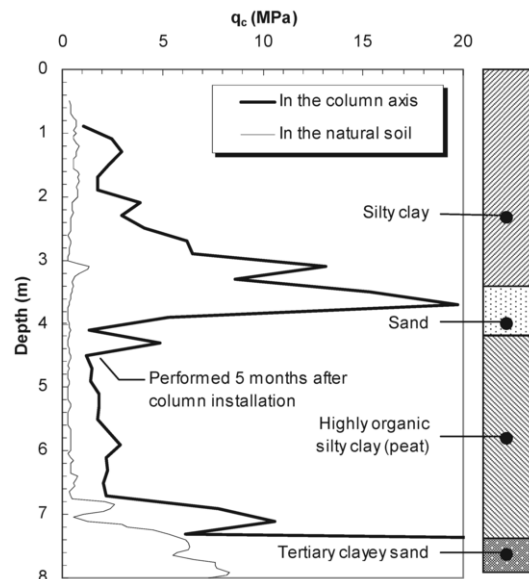 q_c (MPa)
0 5 10 15 20
0
1
2
3
4
5
6
7
8
Depth (m)
In the column axis
In the natural soil
Performed 5 months after
column installation
Silty clay
Sand
Highly organic
silty clay (peat)
Tertiary clayey sand